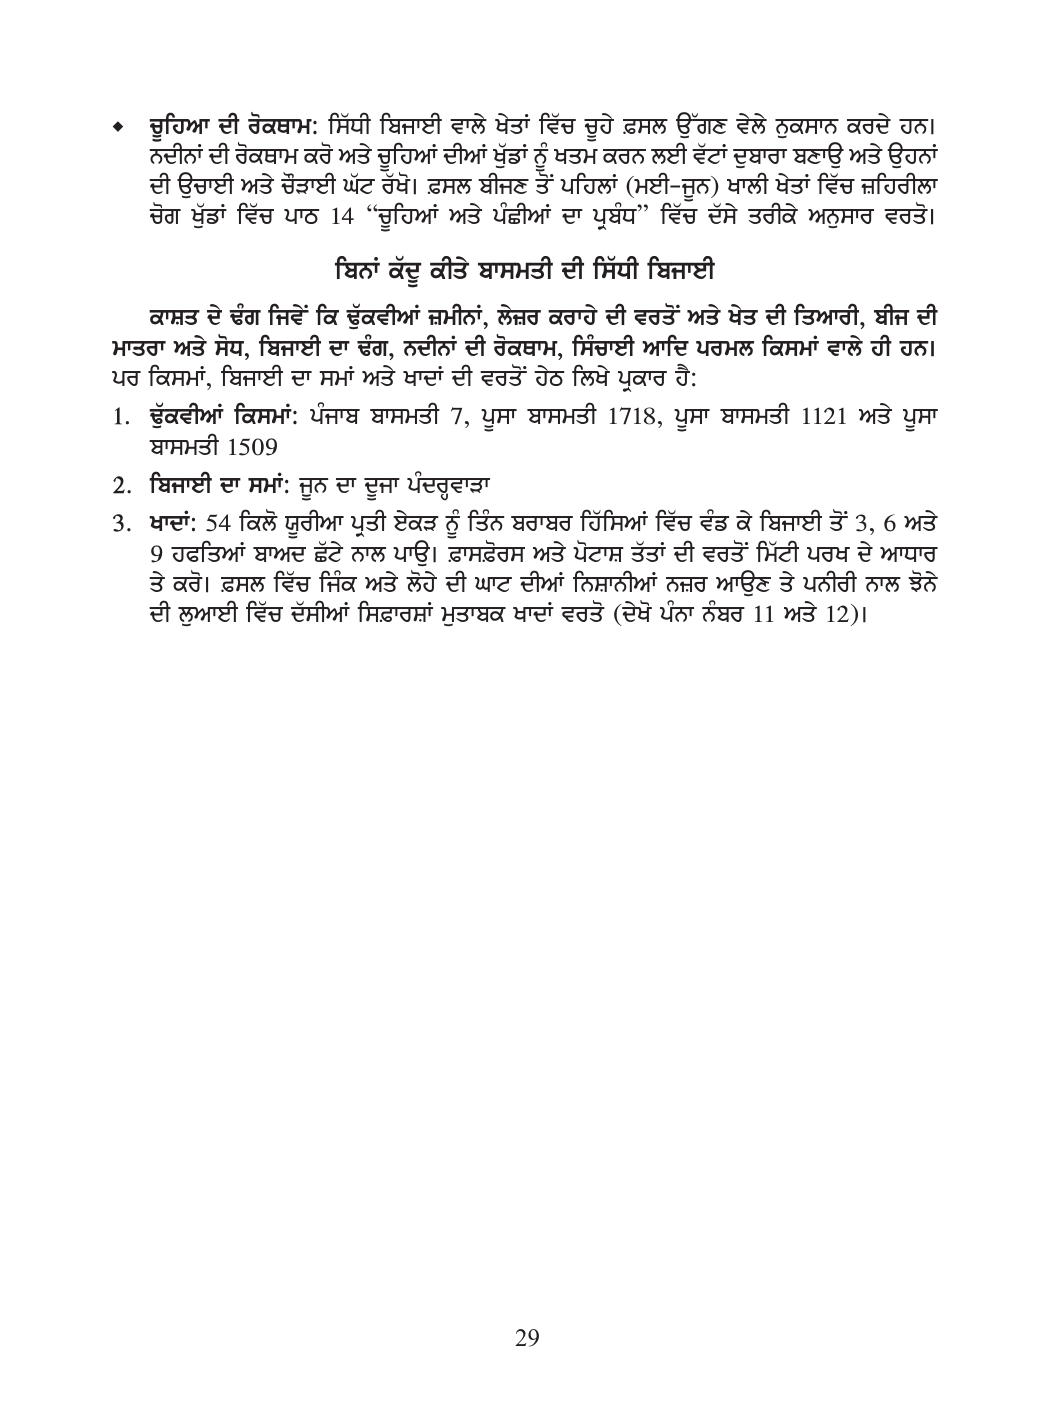 ◆ ਚੂਹਿਆ ਦੀ ਰੋਕਥਾਮ: ਸਿੱਧੀ ਬਿਜਾਈ ਵਾਲੇ ਖੇਤਾਂ ਵਿੱਚ ਚੂਹੇ ਫ਼ਸਲ ਉੱਗਣ ਵੇਲੇ ਨੁਕਸਾਨ ਕਰਦੇ ਹਨ।
ਨਦੀਨਾਂ ਦੀ ਰੋਕਥਾਮ ਕਰੋ ਅਤੇ ਚੂਹਿਆਂ ਦੀਆਂ ਖੁੱਡਾਂ ਨੂੰ ਖਤਮ ਕਰਨ ਲਈ ਵੱਟਾਂ ਦੁਬਾਰਾ ਬਣਾਉ ਅਤੇ ਉਹਨਾਂ
ਦੀ ਉਚਾਈ ਅਤੇ ਚੌੜਾਈ ਘੱਟ ਰੱਖੋ। ਫ਼ਸਲ ਬੀਜਣ ਤੋਂ ਪਹਿਲਾਂ (ਮਈ-ਜੂਨ) ਖਾਲੀ ਖੇਤਾਂ ਵਿੱਚ ਜ਼ਹਿਰੀਲਾ
ਚੋਗ ਖੁੱਡਾਂ ਵਿੱਚ ਪਾਠ 14 “ਚੂਹਿਆਂ ਅਤੇ ਪੰਛੀਆਂ ਦਾ ਪ੍ਰਬੰਧ” ਵਿੱਚ ਦੱਸੇ ਤਰੀਕੇ ਅਨੁਸਾਰ ਵਰਤੋ।
ਬਿਨਾਂ ਕੱਦੂ ਕੀਤੇ ਬਾਸਮਤੀ ਦੀ ਸਿੱਧੀ ਬਿਜਾਈ
ਕਾਸ਼ਤ ਦੇ ਢੰਗ ਜਿਵੇਂ ਕਿ ਢੁੱਕਵੀਆਂ ਜ਼ਮੀਨਾਂ, ਲੇਜ਼ਰ ਕਰਾਹੇ ਦੀ ਵਰਤੋਂ ਅਤੇ ਖੇਤ ਦੀ ਤਿਆਰੀ, ਬੀਜ ਦੀ
ਮਾਤਰਾ ਅਤੇ ਸੋਧ, ਬਿਜਾਈ ਦਾ ਢੰਗ, ਨਦੀਨਾਂ ਦੀ ਰੋਕਥਾਮ, ਸਿੰਚਾਈ ਆਦਿ ਪਰਮਲ ਕਿਸਮਾਂ ਵਾਲੇ ਹੀ ਹਨ।
ਪਰ ਕਿਸਮਾਂ, ਬਿਜਾਈ ਦਾ ਸਮਾਂ ਅਤੇ ਖਾਦਾਂ ਦੀ ਵਰਤੋਂ ਹੇਠ ਲਿਖੇ ਪ੍ਰਕਾਰ ਹੈ:
1. ਢੁੱਕਵੀਆਂ ਕਿਸਮਾਂ: ਪੰਜਾਬ ਬਾਸਮਤੀ 7, ਪੂਸਾ ਬਾਸਮਤੀ 1718, ਪੂਸਾ ਬਾਸਮਤੀ 1121 ਅਤੇ ਪੂਸਾ
ਬਾਸਮਤੀ 1509
2. ਬਿਜਾਈ ਦਾ ਸਮਾਂ: ਜੂਨ ਦਾ ਦੂਜਾ ਪੰਦਰ੍ਹਵਾੜਾ
3. ਖਾਦਾਂ: 54 ਕਿਲੋ ਯੂਰੀਆ ਪ੍ਰਤੀ ਏਕੜ ਨੂੰ ਤਿੰਨ ਬਰਾਬਰ ਹਿੱਸਿਆਂ ਵਿੱਚ ਵੰਡ ਕੇ ਬਿਜਾਈ ਤੋਂ 3, 6 ਅਤੇ
9 ਹਫਤਿਆਂ ਬਾਅਦ ਛੱਟੇ ਨਾਲ ਪਾਉ। ਫ਼ਾਸਫ਼ੋਰਸ ਅਤੇ ਪੋਟਾਸ਼ ਤੱਤਾਂ ਦੀ ਵਰਤੋਂ ਮਿੱਟੀ ਪਰਖ ਦੇ ਆਧਾਰ
ਤੇ ਕਰੋ। ਫ਼ਸਲ ਵਿੱਚ ਜਿੰਕ ਅਤੇ ਲੋਹੇ ਦੀ ਘਾਟ ਦੀਆਂ ਨਿਸ਼ਾਨੀਆਂ ਨਜ਼ਰ ਆਉਣ ਤੇ ਪਨੀਰੀ ਨਾਲ ਝੋਨੇ
ਦੀ ਲੁਆਈ ਵਿੱਚ ਦੱਸੀਆਂ ਸਿਫ਼ਾਰਸ਼ਾਂ ਮੁਤਾਬਕ ਖਾਦਾਂ ਵਰਤੋ (ਦੇਖੋ ਪੰਨਾ ਨੰਬਰ 11 ਅਤੇ 12)।
29